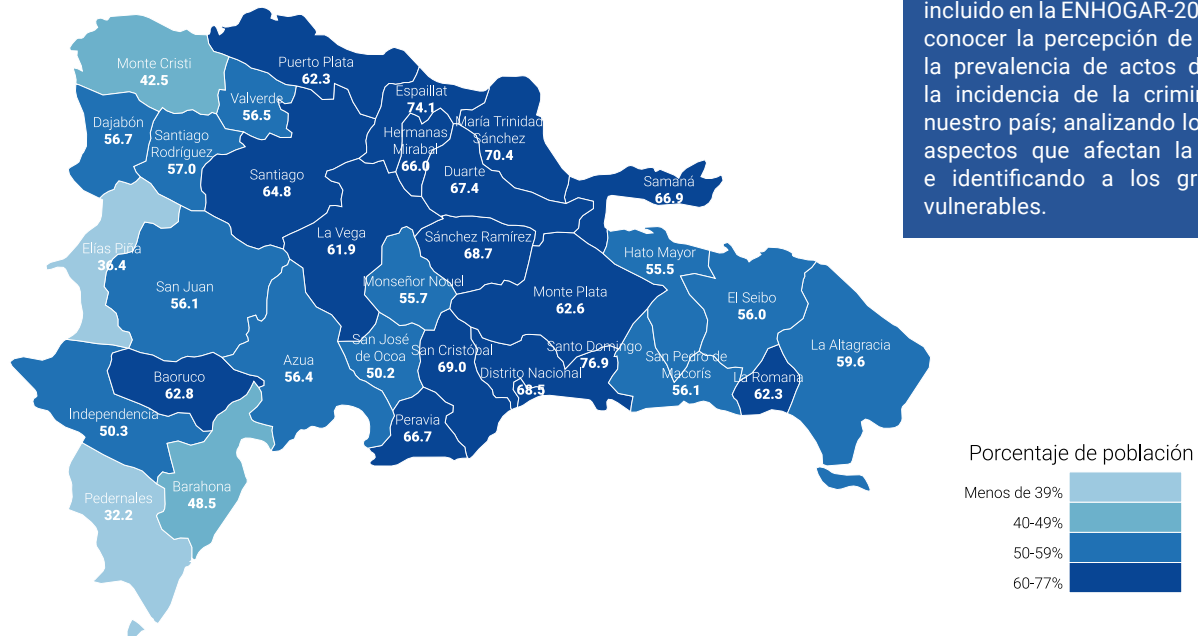 incluido en la ENHOGAR-20
conocer la percepción de
la prevalencia de actos d
la incidencia de la crimin
nuestro país; analizando lo
aspectos que afectan la
e identificando a los gr
vulnerables.
Monte Cristi
42.5
Puerto Plata
62.3
Valverde
56.5
Espaillat
74.1
Dajabón
56.7
Santiago
Rodríguez
57.0
Hermanas
Mirabal
66.0
María Trinidad
Sánchez
70.4
Santiago
64.8
Duarte
67.4
Samaná
66.9
Elías Piña
36.4
La Vega
61.9
Sánchez Ramírez
68.7
Hato Mayor
55.5
San Juan
56.1
Monseñor Nouel
55.7
Monte Plata
62.6
El Seibo
56.0
Azua
56.4
San José
de Ocoa
50.2
San Cristóbal
69.0
Distrito Nacional
68.5
Santo Domingo
76.9
San Pedro de
Macorís
56.1
La Romana
62.3
La Altagracia
59.6
Baoruco
62.8
Independencia
50.3
Peravia
66.7
Pedernales
32.2
Barahona
48.5
Porcentaje de población
Menos de 39%
40-49%
50-59%
60-77%